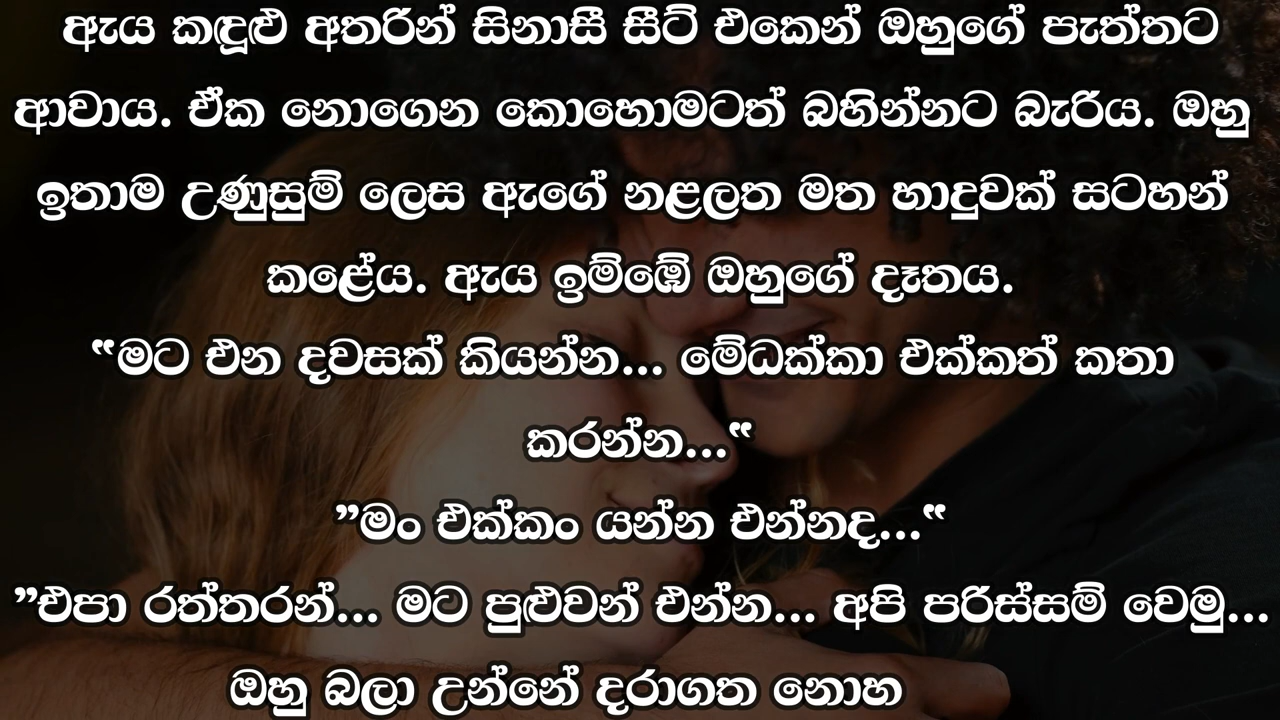 ඇය කඳූළු අතරින් සිනාසී සීට් එකෙන් ඔහුගේ පැත්තට
ආවාය. ඒක නොගෙන කොහොමටත් බහින්නට බැරිය. ඔහු
ඉතාම උණුසුම් ලෙස ඇගේ නළලත මත හාදුවක් සටහන්
කළේය. ඇය ඉම්ඹේ ඔහුගේ දෑතය.
“මට එන දවසක් කියන්න... මේධක්කා එක්කත් කතා
කරන්න...“
”මං එක්කං යන්න එන්නද...“
”එපා රත්තරන්... මට පුළුවන් එන්න... අපි පරිස්සම් වෙමු...
ඔහු බලා උන්නේ දරාගත නොහ